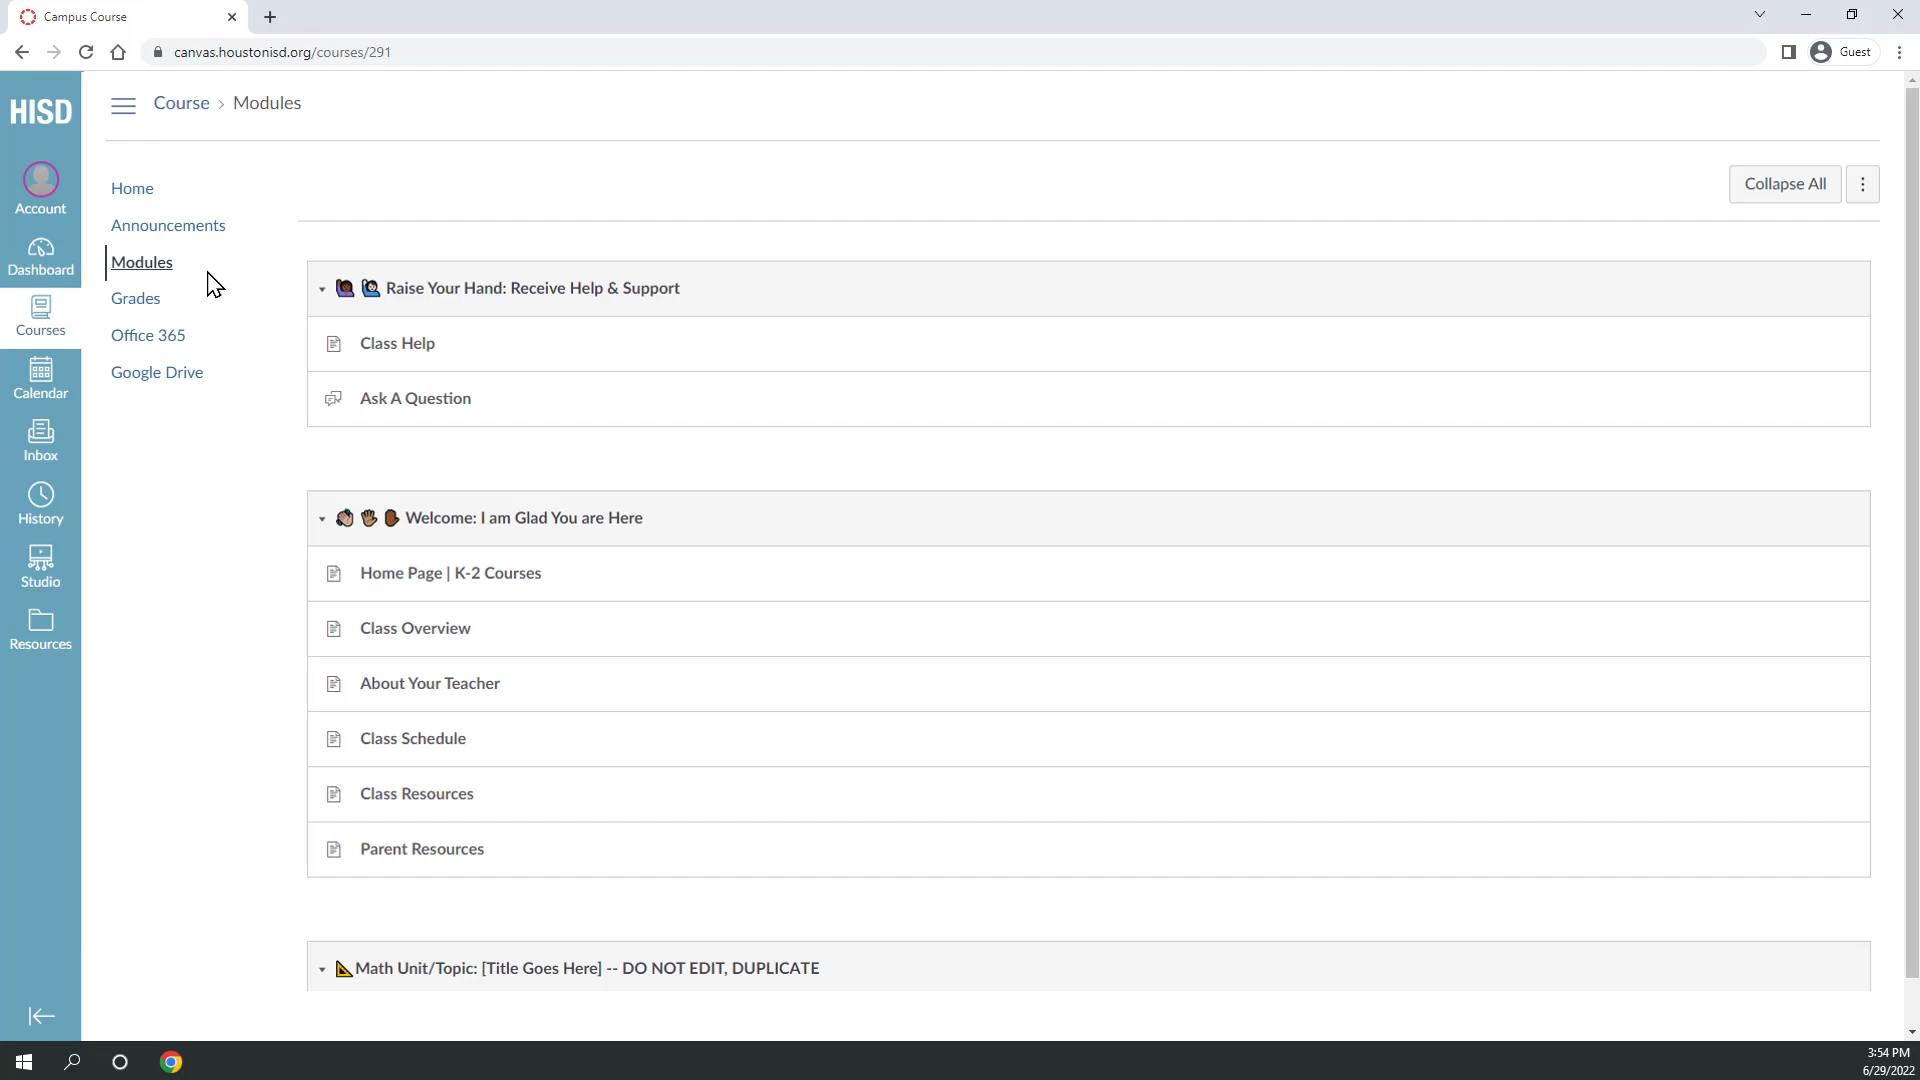 Campus Course
canvas.houstonisd.org/courses/291
Guest
HISD
Account
Dashboard
Courses
Calendar
Inbox
History
Studio
Resources
Course > Modules
Home
Announcements
Modules
Grades
Office 365
Google Drive
Collapse All
Raise Your Hand: Receive Help & Support
Class Help
Ask A Question
Welcome: I am Glad You are Here
Home Page | K-2 Courses
Class Overview
About Your Teacher
Class Schedule
Class Resources
Parent Resources
Math Unit/Topic: [Title Goes Here] -- DO NOT EDIT, DUPLICATE
3:54 PM
6/29/2022